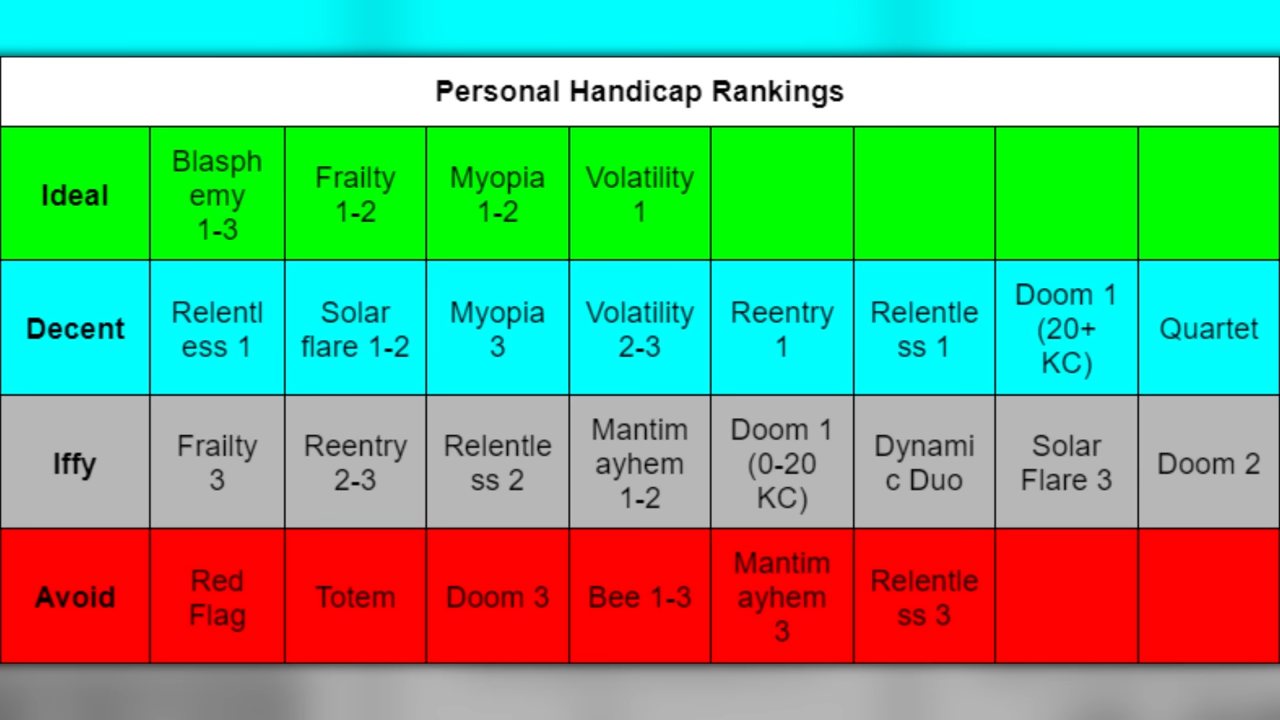 Personal Handicap Rankings
Ideal
Blasph
emy
1-3
Frailty
1-2
Myopia
1-2
Volatility
1
Decent
Relentl
ess 1
Solar
flare 1-2
Myopia
3
Volatility
2-3
Reentry
1
Relentle
ss 1
Doom 1
(20+
KC)
Quartet
Iffy
Frailty
3
Reentry
2-3
Relentle
ss 2
Mantim
ayhem
1-2
Doom 1
(0-20
KC)
Dynami
c Duo
Solar
Flare 3
Doom 2
Avoid
Red
Flag
Totem
Doom 3
Bee 1-3
Mantim
ayhem
3
Relentle
ss 3